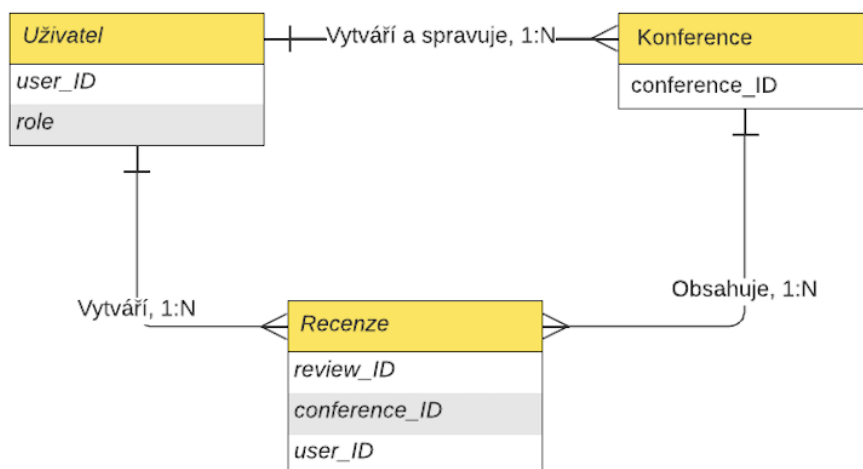 Uživatel
user_ID
role
Vytváří a spravuje, 1:N
Konference
conference_ID
Vytváří, 1:N
Obsahuje, 1:N
Recenze
review_ID
conference_ID
user_ID